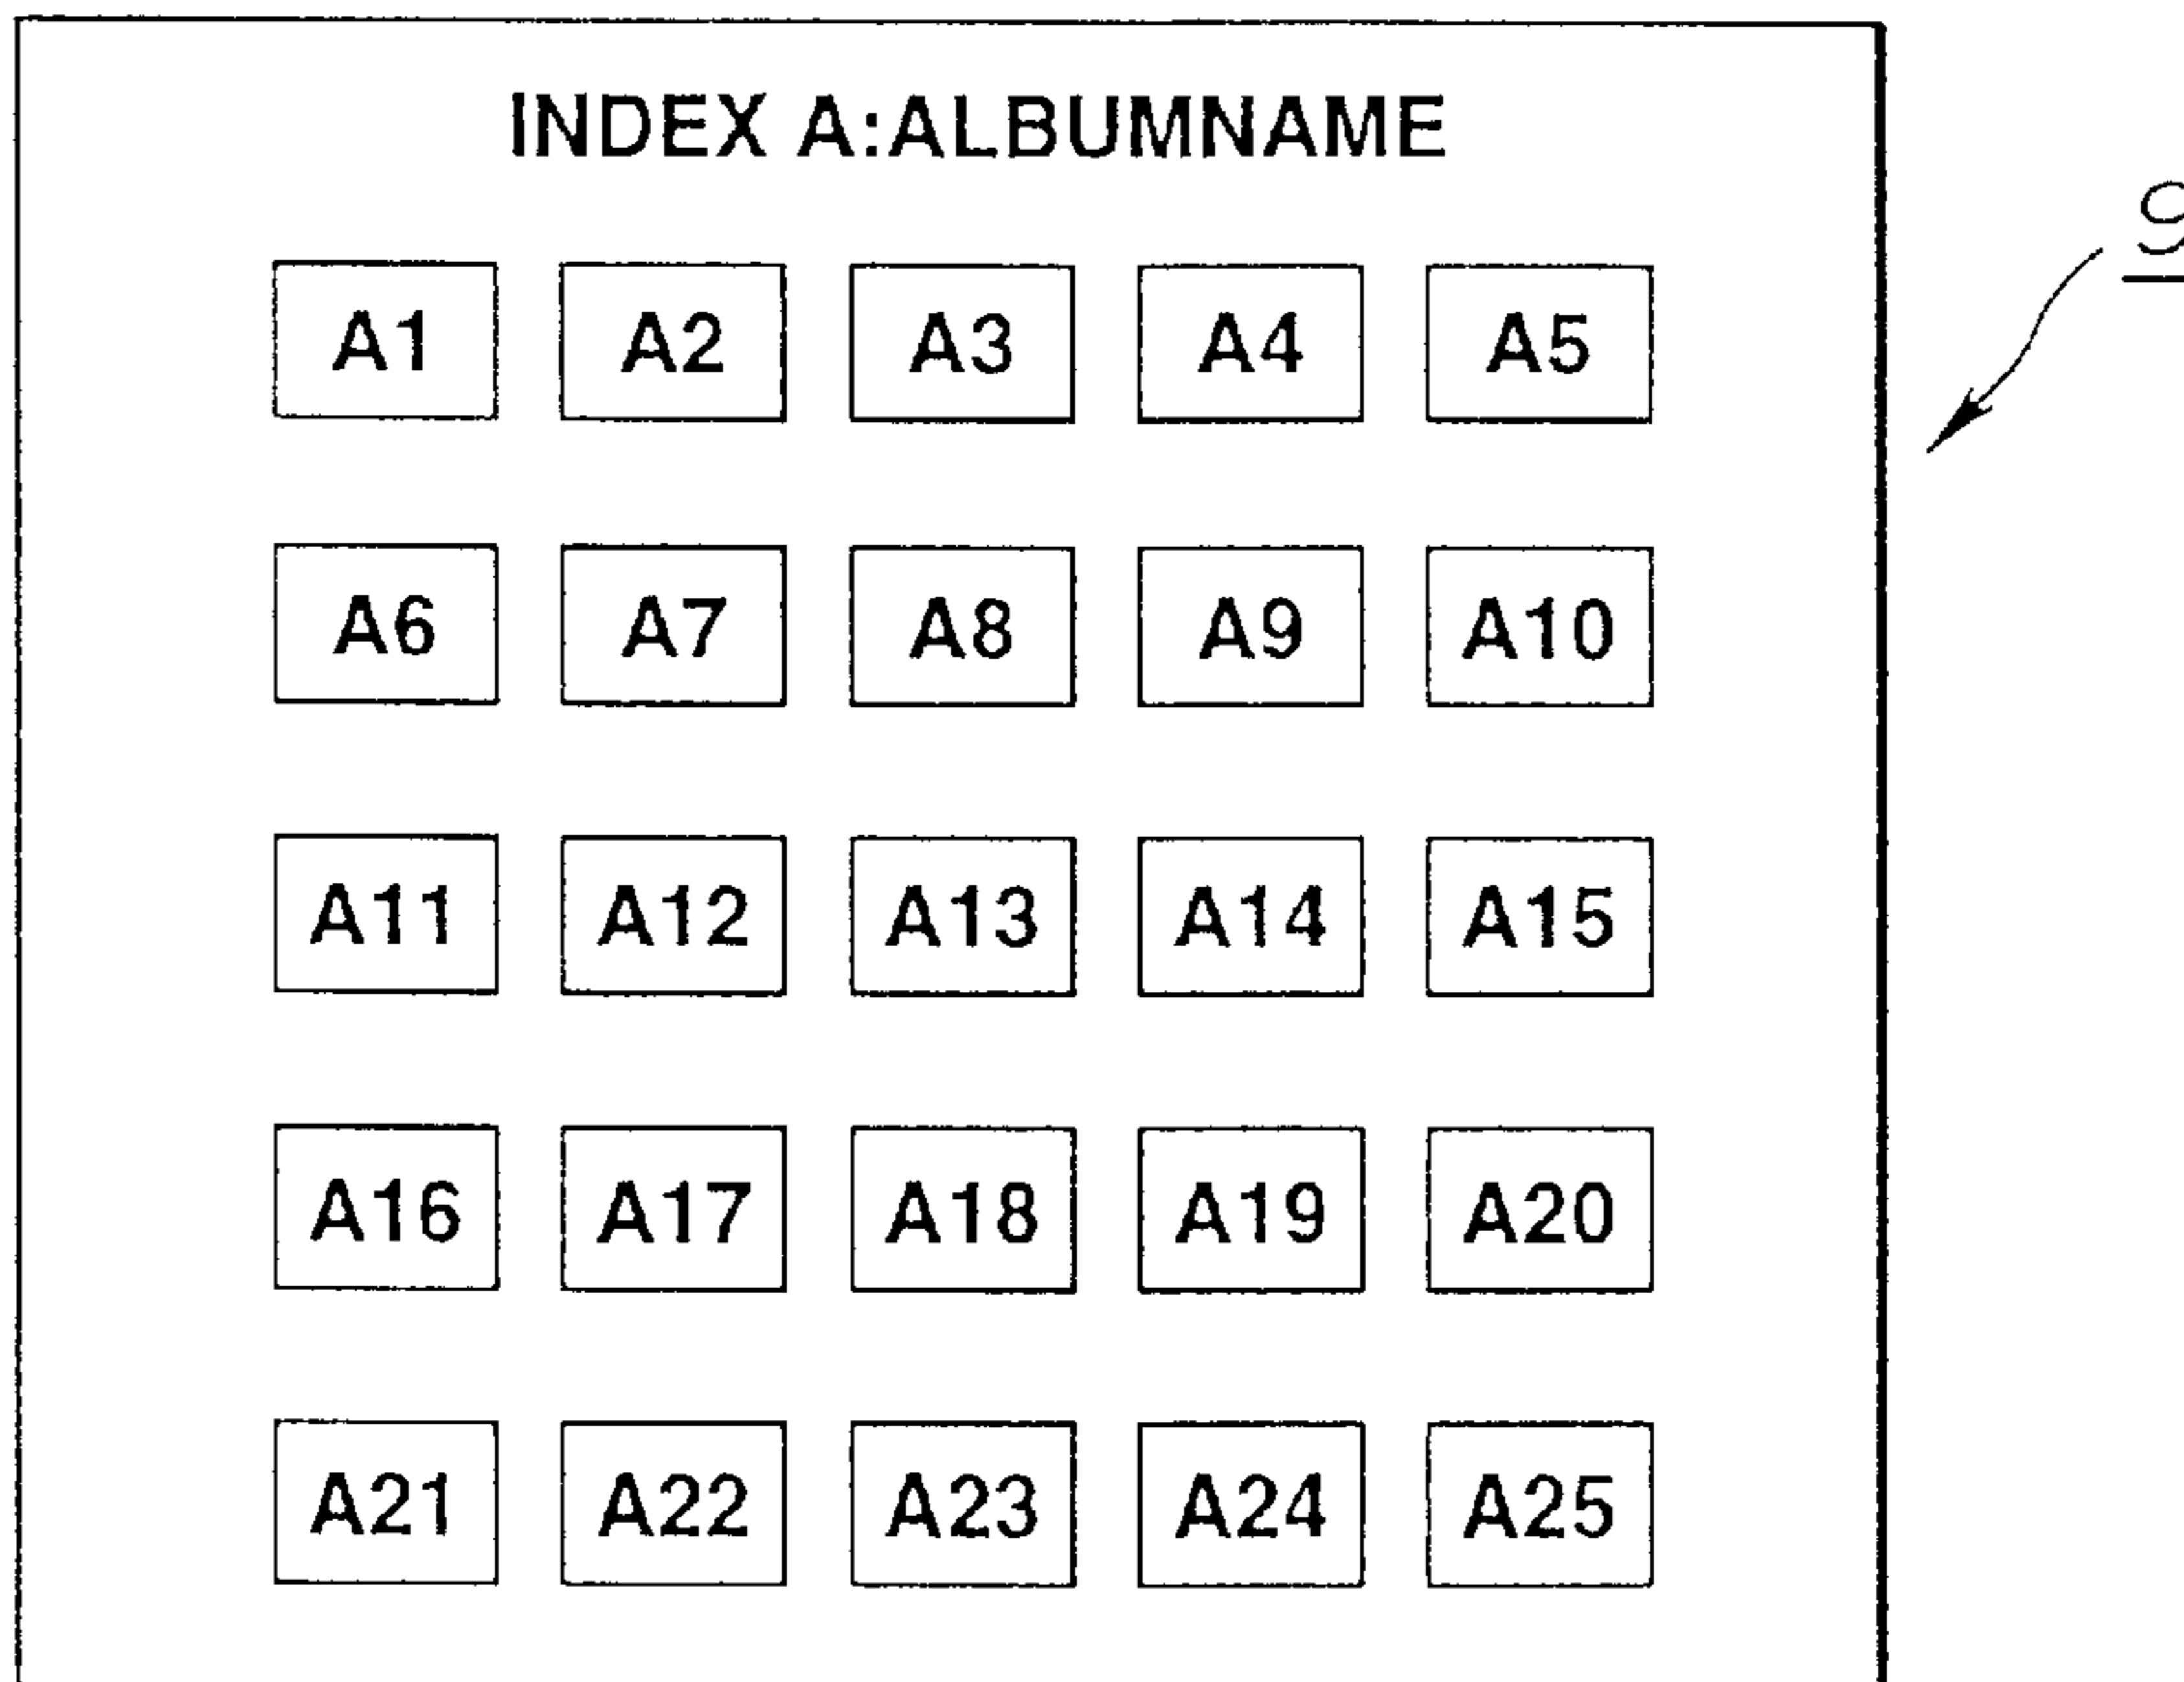 INDEX A:ALBUMNAME
A1 A2 A3 A4 A5
A6 A7 A8 A9 A10
A11 A12 A13 A14 A15
A16 A17 A18 A19 A20
A21 A22 A23 A24 A25